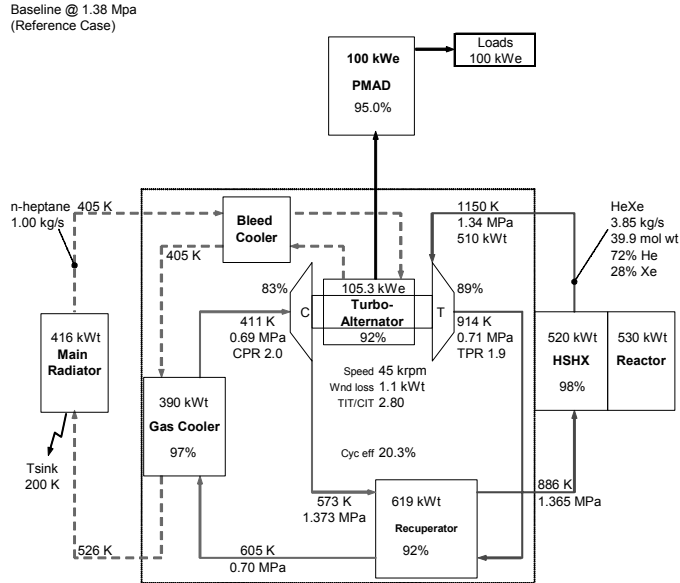 Baseline @ 1.38 Mpa
(Reference Case)
100 kWe
PMAD
95.0%
Loads
100 kWe
n-heptane
1.00 kg/s
405 K
Bleed
Cooler
405 K
1150 K
1.34 MPa
510 kWt
HeXe
3.85 kg/s
39.9 mol wt
72% He
28% Xe
83%
C
411 K
0.69 MPa
CPR 2.0
105.3 kWe
Turbo-
Alternator
92%
T
89%
914 K
0.71 MPa
TPR 1.9
Speed 45 krpm
Wnd loss 1.1 kWt
TIT/CIT 2.80
416 kWt
Main
Radiator
Tsink
200 K
390 kWt
Gas Cooler
97%
520 kWt
HSHX
98%
530 kWt
Reactor
Cyc eff 20.3%
573 K
1.373 MPa
619 kWt
Recuperator
92%
886 K
1.365 MPa
526 K
605 K
0.70 MPa